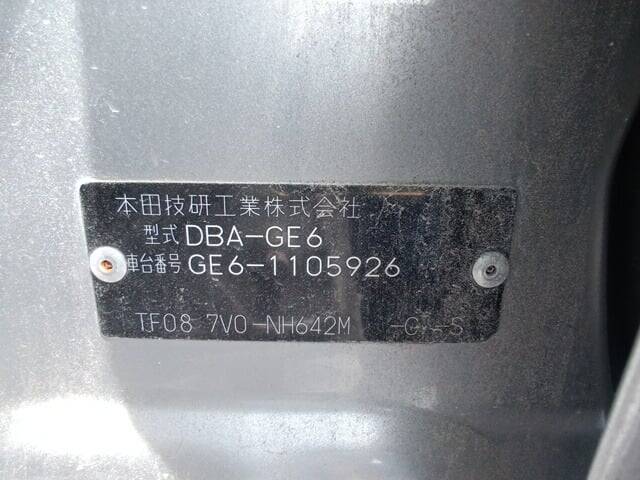 本田技研工業株式会社
型式 DBA-GE6
車台番号 GE6-1105926
TF08 7V0-NH642M -C -S